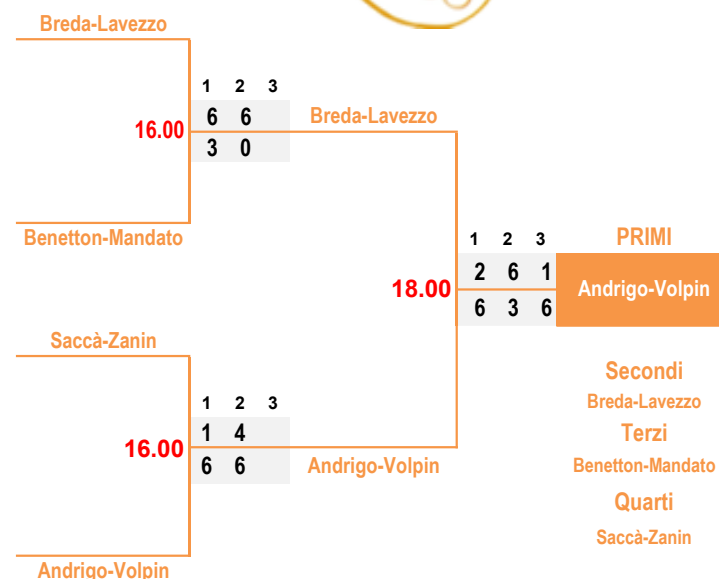 Breda-Lavezzo
1 2 3
6 6
16.00
3 0
Breda-Lavezzo
Benetton-Mandato
1 2 3
PRIMI
2 6 1
18.00
6 3 6
Andrigo-Volpin
Saccà-Zanin
1 2 3
1 4
16.00
6 6
Andrigo-Volpin
Andrigo-Volpin
Secondi
Breda-Lavezzo
Terzi
Benetton-Mandato
Quarti
Saccà-Zanin